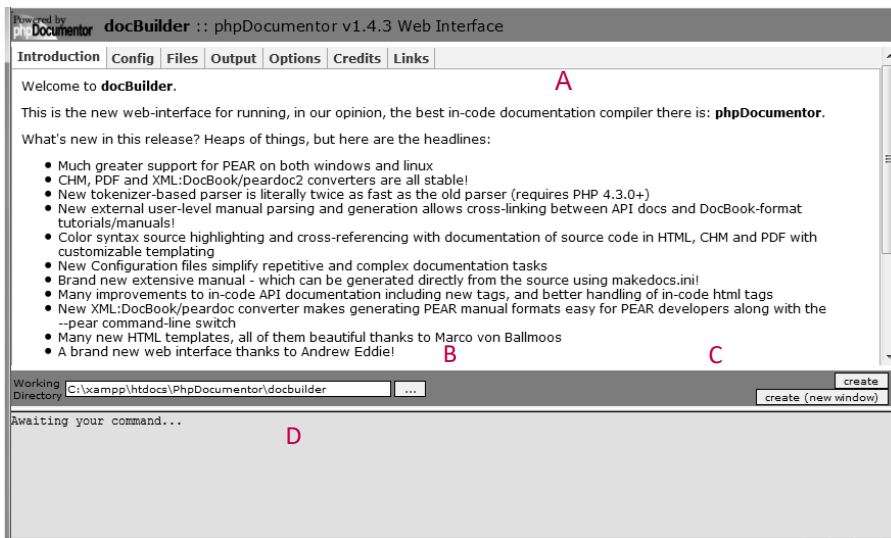 Powered by
phpDocumentor
docBuilder :: phpDocumentor v1.4.3 Web Interface
Introduction Config Files Output Options Credits Links
A
Welcome to docBuilder.
This is the new web-interface for running, in our opinion, the best in-code documentation compiler there is: phpDocumentor.
What's new in this release? Heaps of things, but here are the headlines:
● Much greater support for PEAR on both windows and linux
● CHM, PDF and XML:DocBook/peardoc2 converters are all stable!
● New tokenizer-based parser is literally twice as fast as the old parser (requires PHP 4.3.0+)
● New external user-level manual parsing and generation allows cross-linking between API docs and DocBook-format
tutorials/manuals!
● Color syntax source highlighting and cross-referencing with documentation of source code in HTML, CHM and PDF with
customizable templating
● New Configuration files simplify repetitive and complex documentation tasks
● Brand new extensive manual - which can be generated directly from the source using makedocs.ini!
● Many improvements to in-code API documentation including new tags, and better handling of in-code html tags
● New XML:DocBook/peardoc converter makes generating PEAR manual formats easy for PEAR developers along with the
--pear command-line switch
● Many new HTML templates, all of them beautiful thanks to Marco von Ballmoos
● A brand new web interface thanks to Andrew Eddie!
B
C
Working
Directory
C:\xampp\htdocs\PhpDocumentor\docbuilder
...
create
create (new window)
Awaiting your command...
D